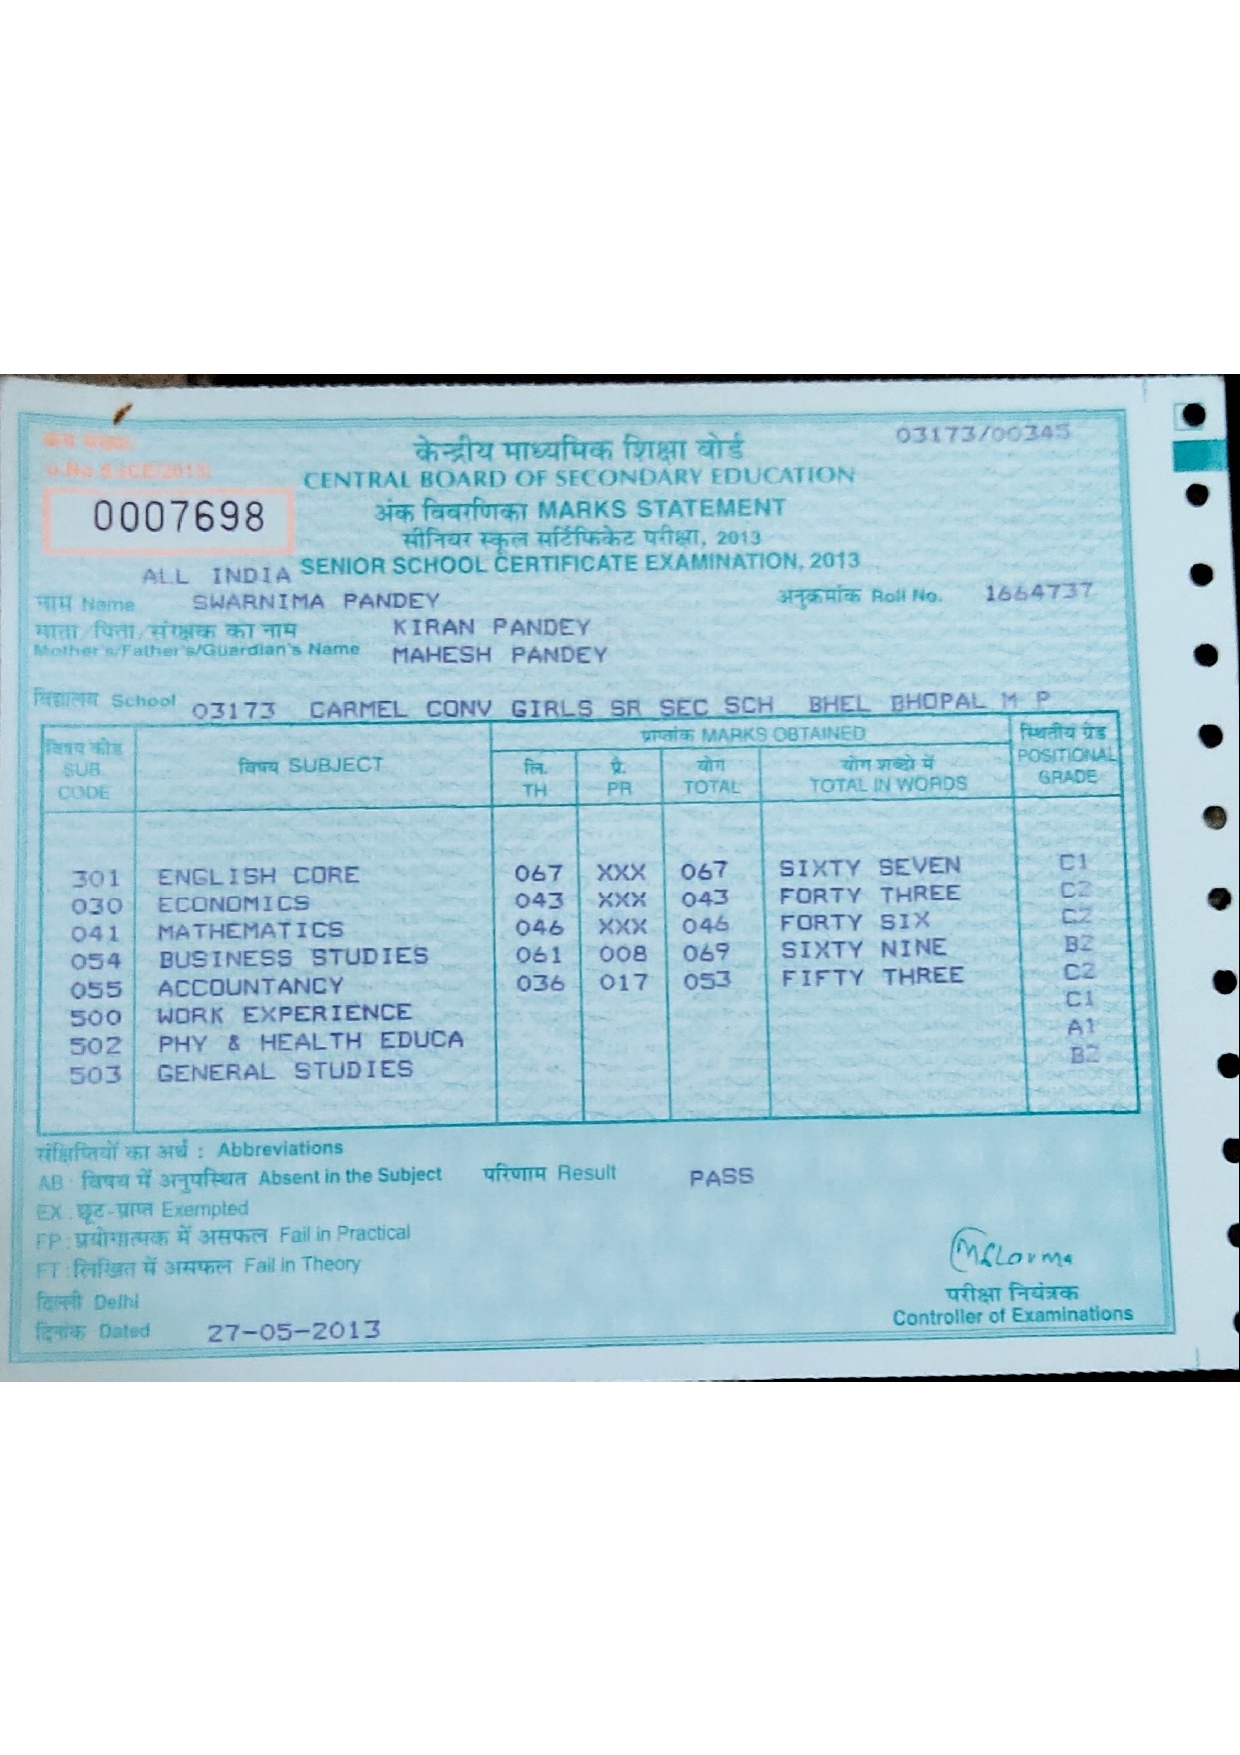 03173/00345
क्रम संख्या
केन्द्रीय माध्यमिक शिक्षा बोर्ड
CENTRAL BOARD OF SECONDARY EDUCATION
0007698
अंक विवरणिका MARKS STATEMENT
सीनियर स्कूल सर्टिफिकेट परीक्षा, 2013
ALL INDIA SENIOR SCHOOL CERTIFICATE EXAMINATION, 2013
नाम Name SWARNIMA PANDEY अनुक्रमांक Roll No. 1664737
माता/पिता/संरक्षक का नाम KIRAN PANDEY
Mother's/Father's/Guardian's Name MAHESH PANDEY
विद्यालय School 03173 CARMEL CONV GIRLS SR SEC SCH BHEL BHOPAL M P
विषय कोड SUB. CODE विषय SUBJECT प्राप्तांक MARKS OBTAINED स्थितीय ग्रेड POSITIONAL GRADE
लि. TH प्रै. PR योग TOTAL योग शब्दों में TOTAL IN WORDS
301 ENGLISH CORE 067 XXX 067 SIXTY SEVEN C1
030 ECONOMICS 043 XXX 043 FORTY THREE C2
041 MATHEMATICS 046 XXX 046 FORTY SIX C2
054 BUSINESS STUDIES 061 008 069 SIXTY NINE B2
055 ACCOUNTANCY 036 017 053 FIFTY THREE C2
500 WORK EXPERIENCE C1
502 PHY & HEALTH EDUCA A1
503 GENERAL STUDIES B2
संक्षिप्तियों का अर्थ : Abbreviations
AB : विषय में अनुपस्थित Absent in the Subject परिणाम Result PASS
EX : छूट-प्राप्त Exempted
FP : प्रयोगात्मक में असफल Fail in Practical
FT : लिखित में असफल Fail in Theory
दिल्ली Delhi
परीक्षा नियंत्रक
Controller of Examinations
दिनांक Dated 27-05-2013